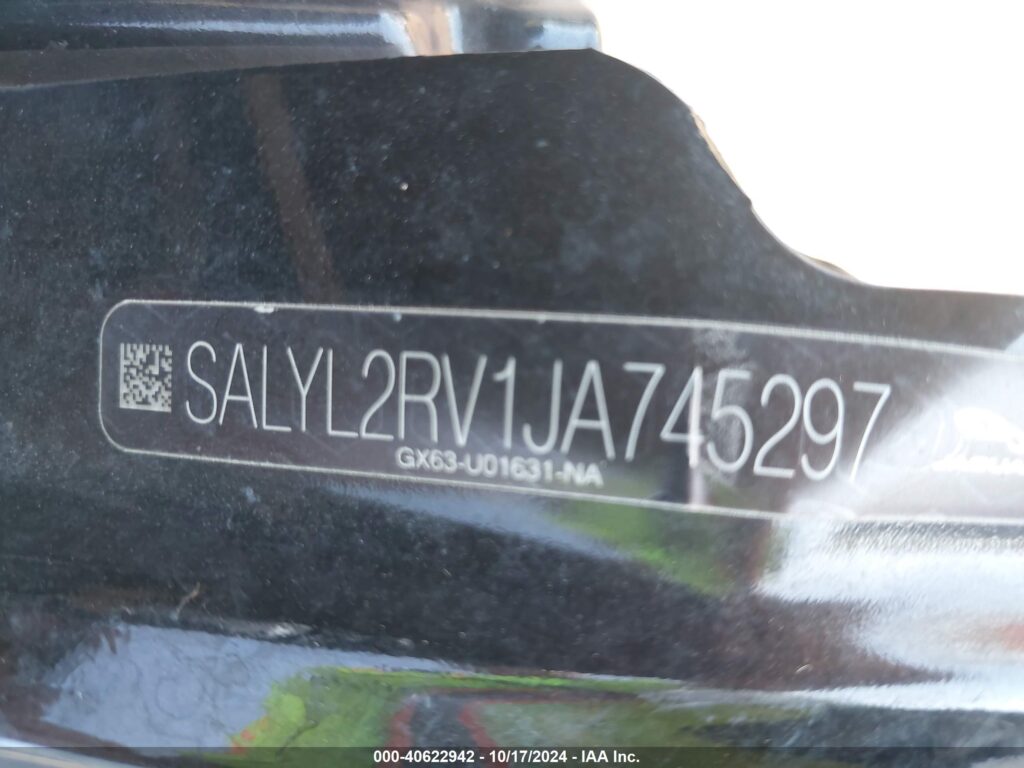 SALYL2RV1JA745297
GX63-U01631-NA
000-40622942 - 10/17/2024 - IAA Inc.